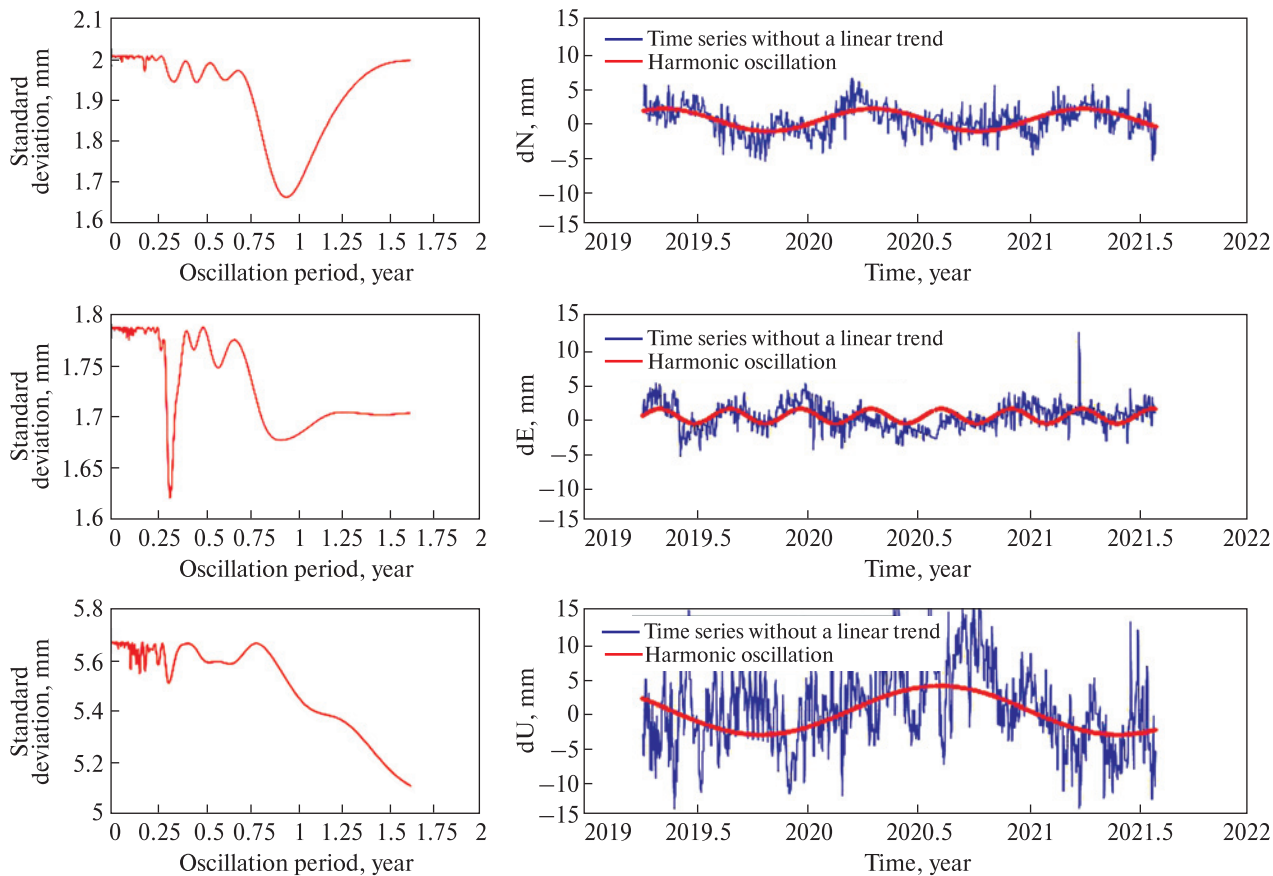 2.1
2
1.9
1.8
1.7
1.6
Standard
deviation, mm
0 0.25 0.5 0.75 1 1.25 1.5 1.75 2
Oscillation period, year
15
10
5
0
−5
−10
−15
dN, mm
Time series without a linear trend
Harmonic oscillation
2019 2019.5 2020 2020.5 2021 2021.5 2022
Time, year
1.8
1.75
1.70
1.65
1.6
Standard
deviation, mm
0 0.25 0.5 0.75 1 1.25 1.5 1.75 2
Oscillation period, year
15
10
5
0
−5
−10
−15
dE, mm
Time series without a linear trend
Harmonic oscillation
2019 2019.5 2020 2020.5 2021 2021.5 2022
Time, year
5.8
5.6
5.4
5.2
5
Standard
deviation, mm
0 0.25 0.5 0.75 1 1.25 1.5 1.75 2
Oscillation period, year
15
10
5
0
−5
−10
−15
dU, mm
Time series without a linear trend
Harmonic oscillation
2019 2019.5 2020 2020.5 2021 2021.5 2022
Time, year